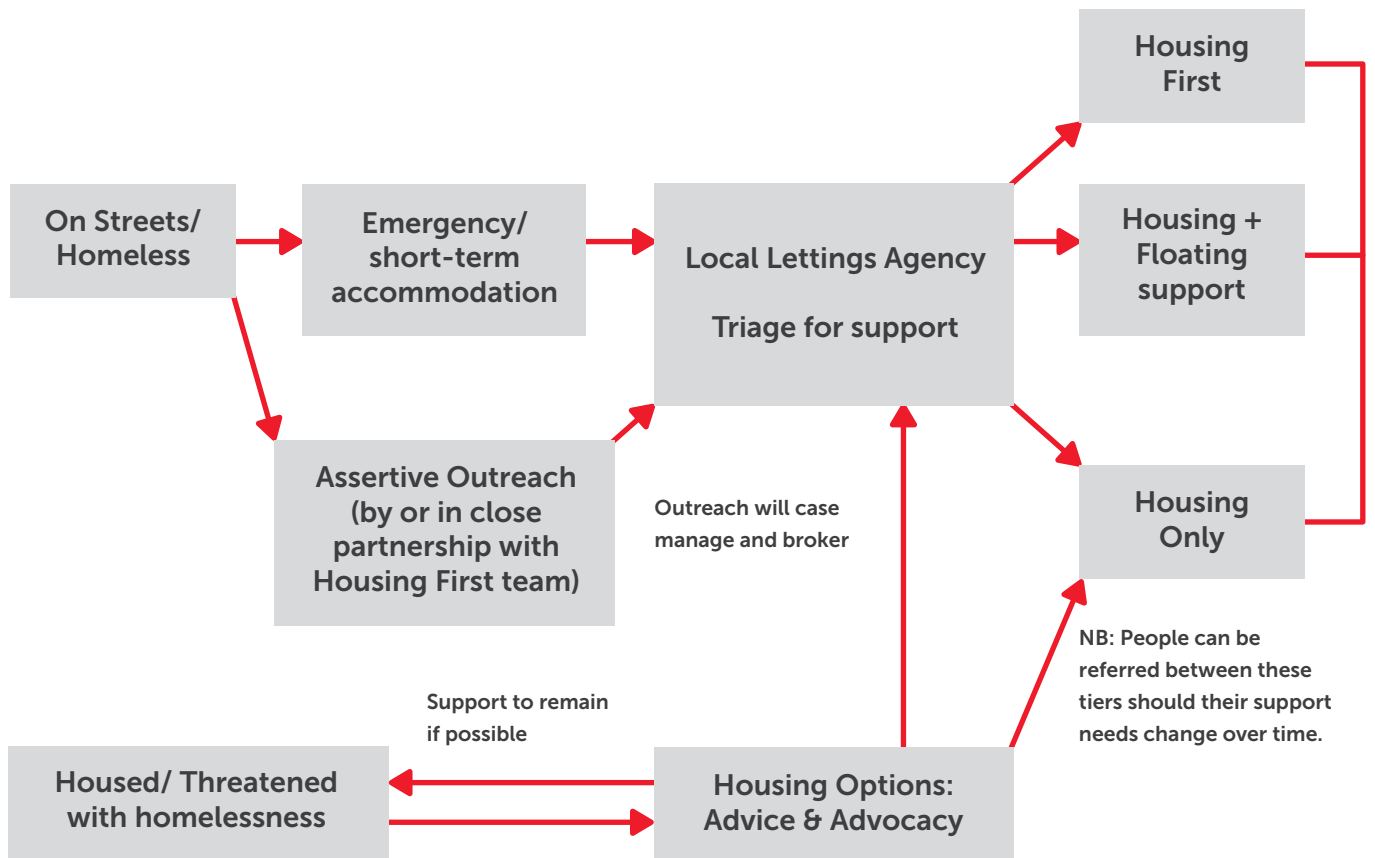 Housing
First
On Streets/
Homeless
Emergency/
short-term
accommodation
Local Lettings Agency
Triage for support
Housing +
Floating
support
Assertive Outreach
(by or in close
partnership with
Housing First team)
Outreach will case
manage and broker
Housing
Only
NB: People can be
referred between these
tiers should their support
needs change over time.
Support to remain
if possible
Housed/ Threatened
with homelessness
Housing Options:
Advice & Advocacy